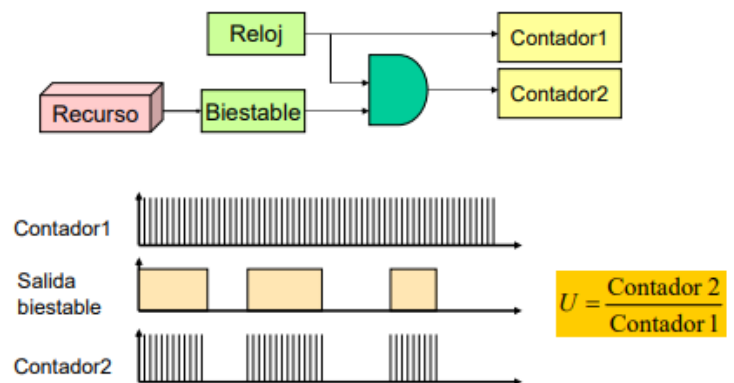 Reloj
Contador1
Contador2
Recurso
Biestable
Contador1
Salida
biestable
Contador2
U = Contador 2 / Contador 1